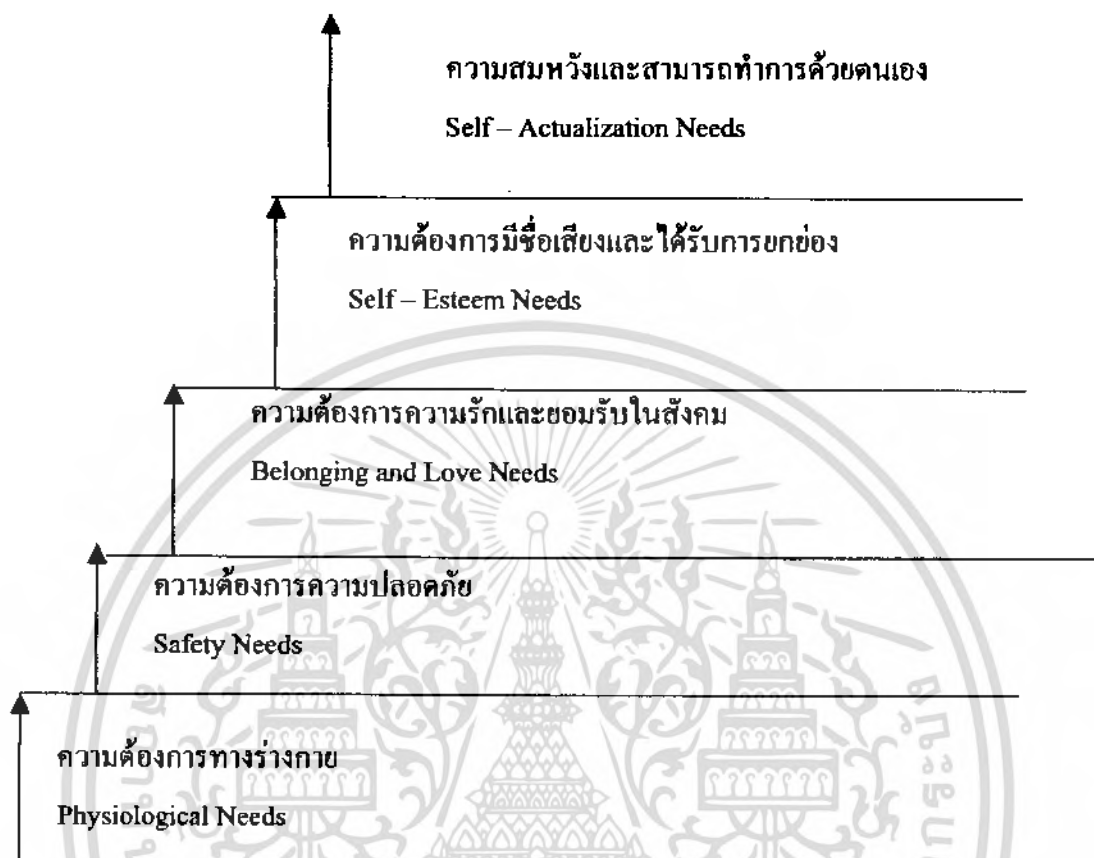 ความสมหวังและสามารถทำการด้วยตนเอง
Self – Actualization Needs
ความต้องการมีชื่อเสียงและได้รับการยกย่อง
Self – Esteem Needs
ความต้องการความรักและยอมรับในสังคม
Belonging and Love Needs
ความต้องการความปลอดภัย
Safety Needs
ความต้องการทางร่างกาย
Physiological Needs